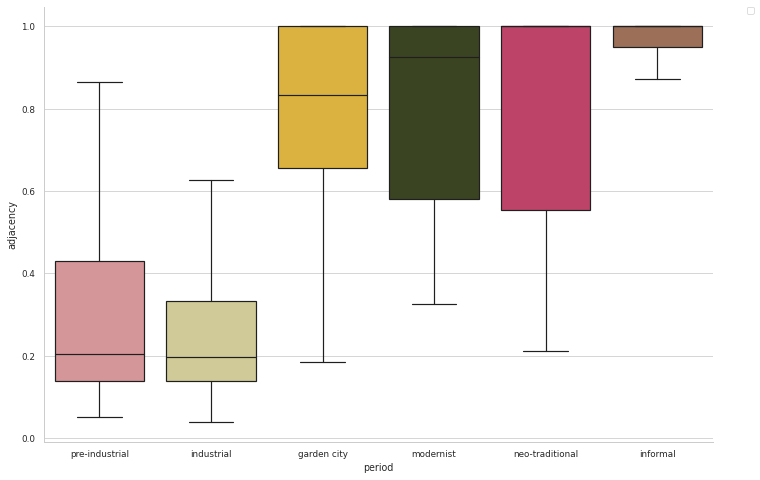 1.0
0.8
0.6
0.4
0.2
0.0
adjacency
pre-industrial
industrial
garden city
modernist
neo-traditional
informal
period